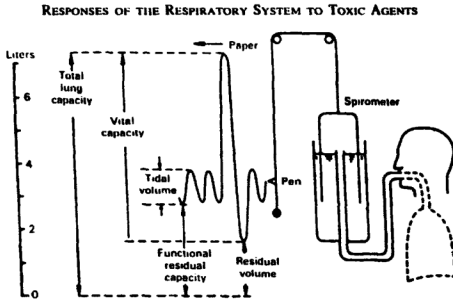 RESPONSES OF THE RESPIRATORY SYSTEM TO TOXIC AGENTS
Liters
Paper
Total
lung
capacity
6
Vital
capacity
Spirometer
4
Tidal
volume
Pen
2
Functional
residual
capacity
Residual
volume
0